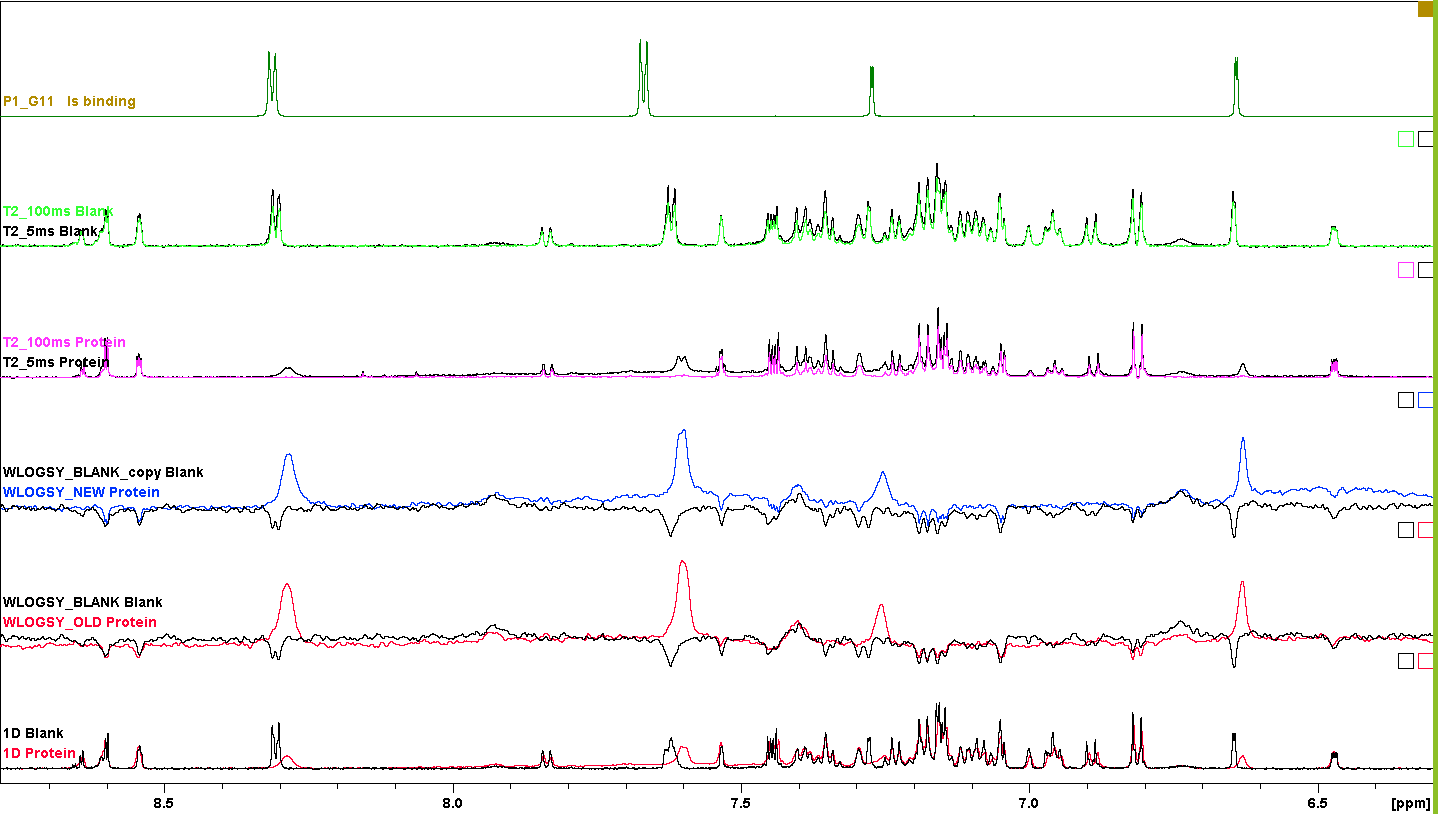 P1_G11 Is binding
T2_100ms Blank
T2_5ms Blank
T2_100ms Protein
T2_5ms Protein
WLOGSY_BLANK_copy Blank
WLOGSY_NEW Protein
WLOGSY_BLANK Blank
WLOGSY_OLD Protein
1D Blank
1D Protein
8.5 8.0 7.5 7.0 6.5 [ppm]